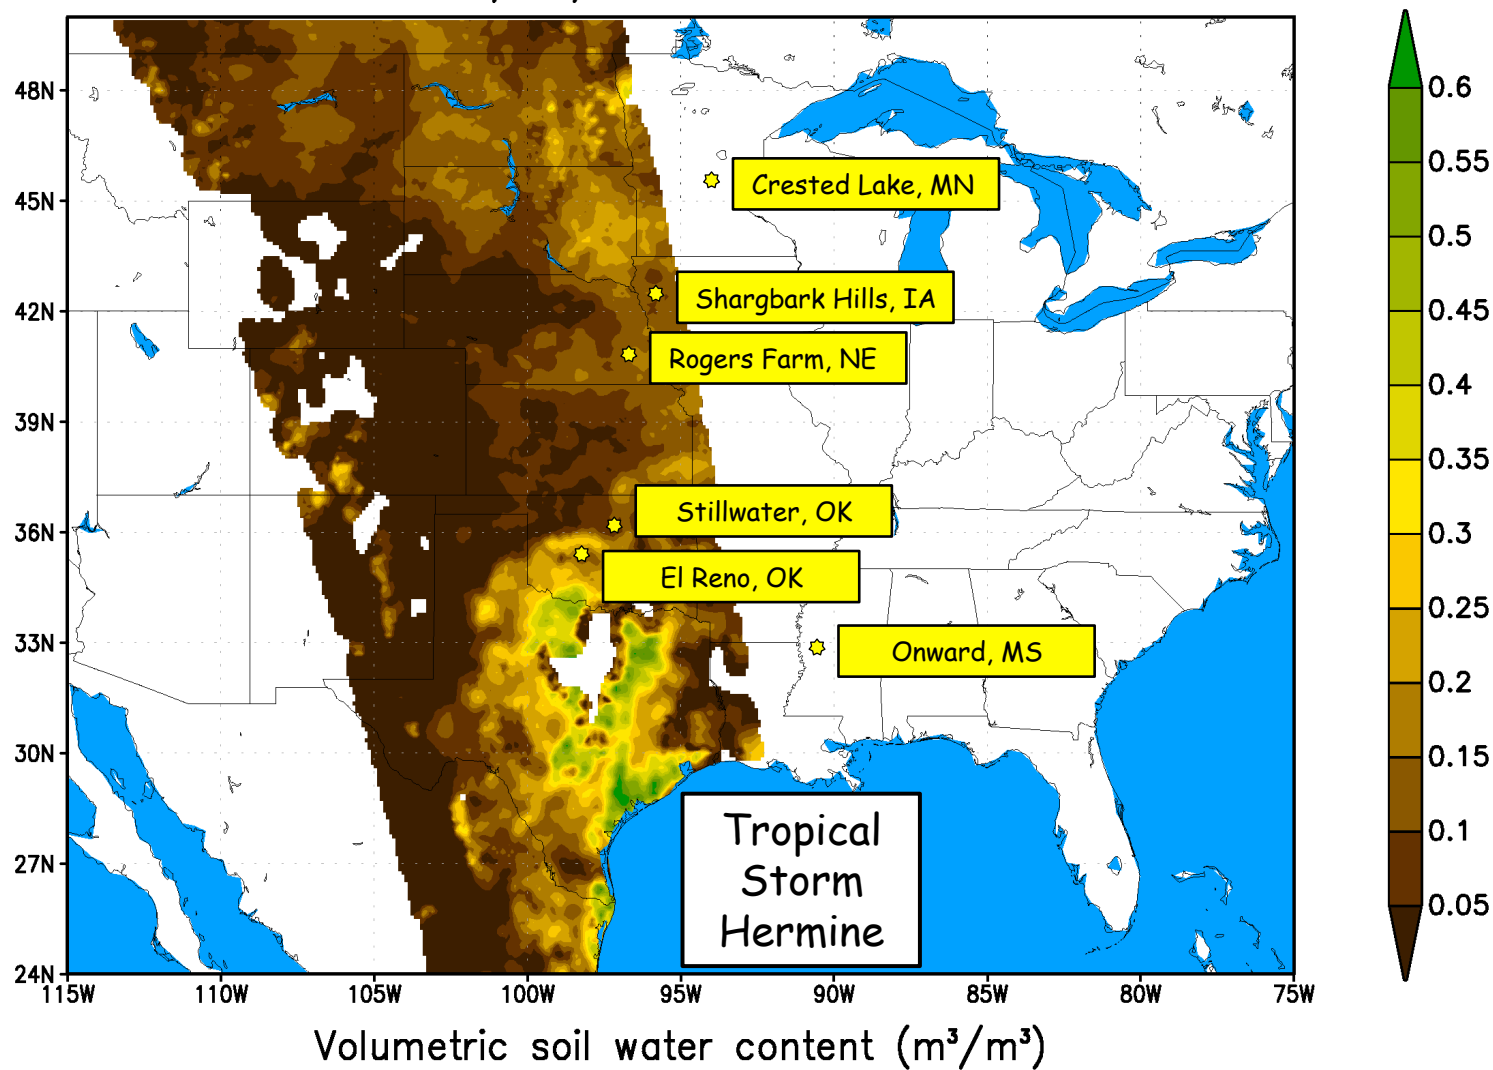 48N
45N
42N
39N
36N
33N
30N
27N
24N
115W 110W 105W 100W 95W 90W 85W 80W 75W
Crested Lake, MN
Shargbark Hills, IA
Rogers Farm, NE
Stillwater, OK
El Reno, OK
Onward, MS
Tropical
Storm
Hermine
0.6
0.55
0.5
0.45
0.4
0.35
0.3
0.25
0.2
0.15
0.1
0.05
Volumetric soil water content (m³/m³)